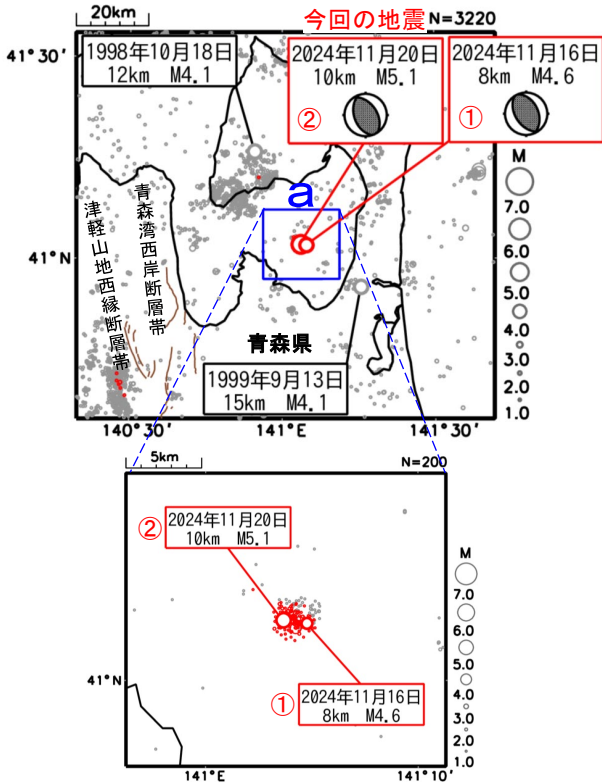 20km
今回の地震
N=3220
41°30′
1998年10月18日
12km M4.1
2024年11月20日
10km M5.1
②
2024年11月16日
8km M4.6
①
M
7.0
6.0
5.0
4.0
3.0
2.0
1.0
a
41°N
青森湾西岸断層帯
津軽山地西縁断層帯
青森県
1999年9月13日
15km M4.1
140°30′
141°E
141°30′
5km
N=200
②
2024年11月20日
10km M5.1
M
7.0
6.0
5.0
4.0
3.0
2.0
1.0
41°N
①
2024年11月16日
8km M4.6
141°E
141°10′